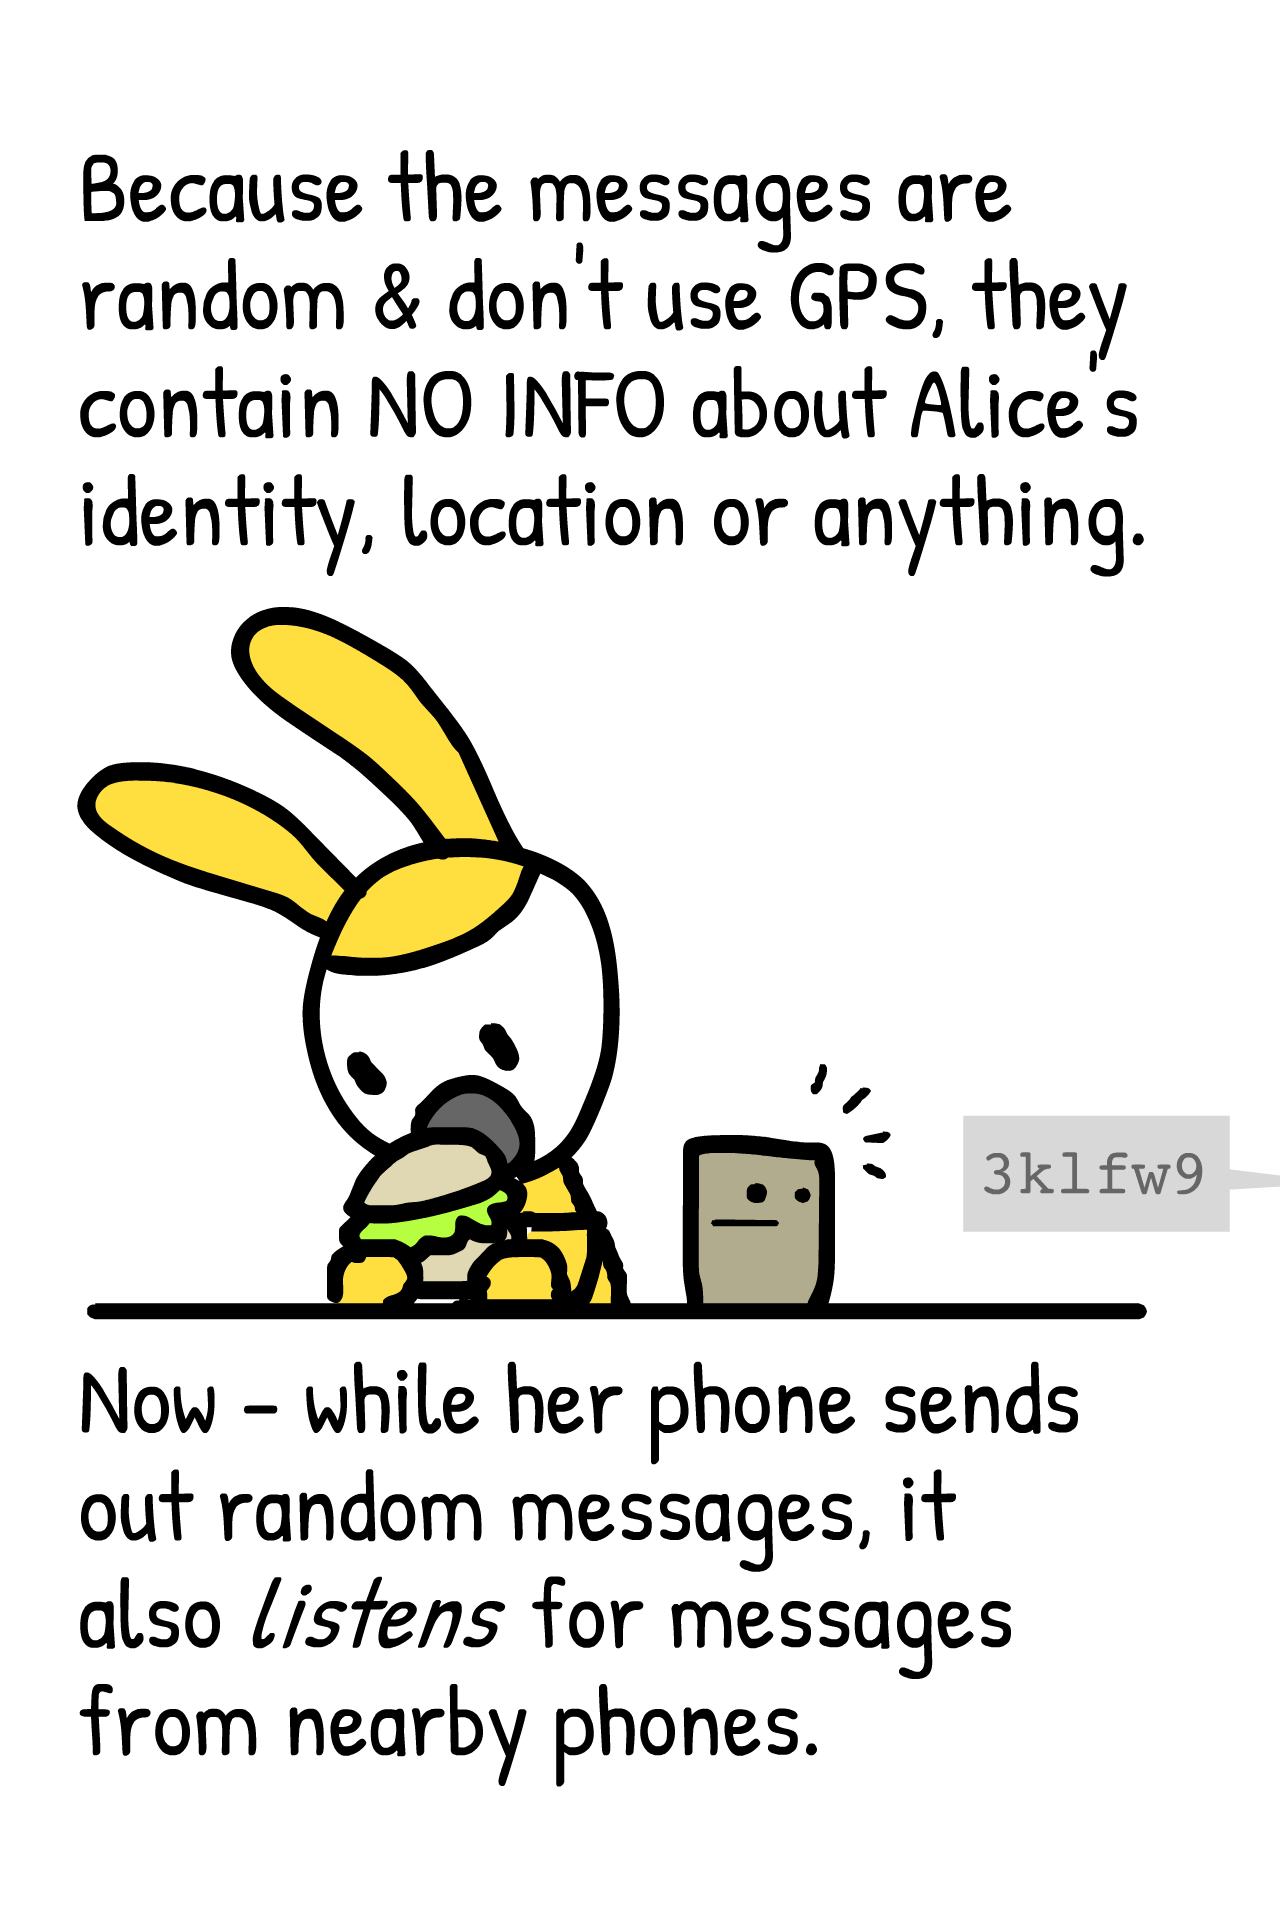 Because the messages are
random & don't use GPS, they
contain NO INFO about Alice's
identity, location or anything.
3klfw9
Now – while her phone sends
out random messages, it
also listens for messages
from nearby phones.